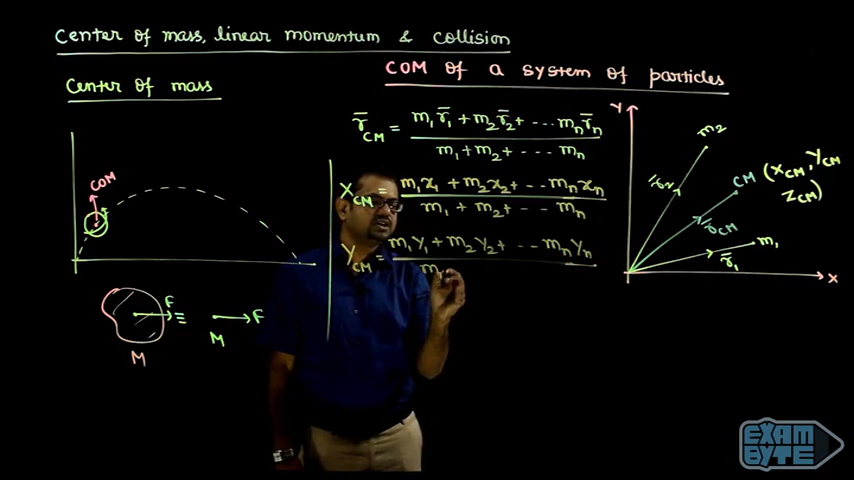 Center of mass, linear momentum & collision
Center of mass
COM of a system of particles
COM
F
≡
F
M
M
r̄CM = m1r̄1 + m2r̄2 + ... mnr̄n / m1 + m2 + ... mn
XCM = m1x1 + m2x2 + ... mnxn / m1 + m2 + ... mn
YCM = m1Y1 + m2Y2 + ... mnYn / m
Y
m2
r2
CM (XCM, YCM
ZCM)
r̄CM
m1
r̄1
X
EXAM
BYTE